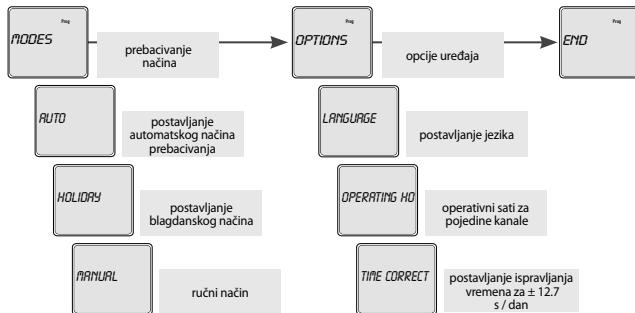 Prog
MODES
prebacivanje
načina
Prog
OPTIONS
opcije uređaja
Prog
END
AUTO
postavljanje
automatskog načina
prebacivanja
LANGUAGE
postavljanje jezika
HOLIDAY
postavljanje
blagdanskog načina
OPERATING HO
operativni sati za
pojedine kanale
MANUAL
ručni način
TIME CORRECT
postavljanje ispravljanja
vremena za ± 12.7
s / dan